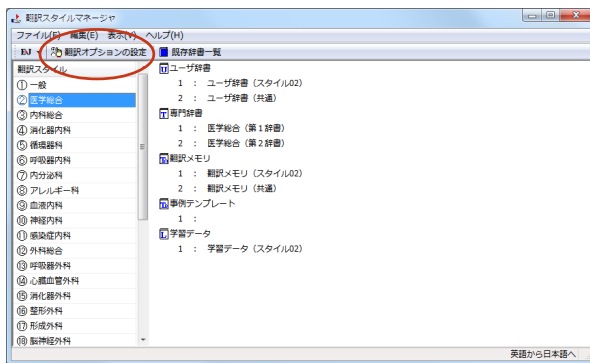 翻訳スタイルマネージャ
ファイル(F) 編集(E) 表示(V) ヘルプ(H)
EJ 翻訳オプションの設定 既存辞書一覧
翻訳スタイル
① 一般
② 医学総合
③ 内科総合
④ 消化器内科
⑤ 循環器科
⑥ 呼吸器内科
⑦ 内分泌科
⑧ アレルギー科
⑨ 血液内科
⑩ 神経内科
⑪ 感染症内科
⑫ 外科総合
⑬ 呼吸器外科
⑭ 心臓血管外科
⑮ 消化器外科
⑯ 整形外科
⑰ 形成外科
⑱ 脳神経外科
U ユーザ辞書
1 : ユーザ辞書（スタイル02）
2 : ユーザ辞書（共通）
T 専門辞書
1 : 医学総合（第１辞書）
2 : 医学総合（第２辞書）
翻訳メモリ
1 : 翻訳メモリ（スタイル02）
2 : 翻訳メモリ（共通）
事例テンプレート
1 :
L 学習データ
1 : 学習データ（スタイル02）
英語から日本語へ